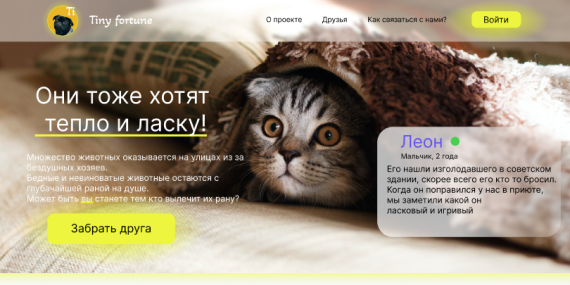 Ti
Tiny fortune
О проекте
Друзья
Как связаться с нами?
Войти
Они тоже хотят
тепло и ласку!
Множество животных оказывается на улицах из за
бездушных хозяев.
Бедные и невиноватые животные остаются с
глубачайшей раной на душе.
Может быть вы станете тем кто вылечит их рану?
Забрать друга
Леон
Мальчик, 2 года
Его нашли изголодавшего в советском
здании, скорее всего его кто то бросил.
Когда он поправился у нас в приюте,
мы заметили какой он
ласковый и игривый